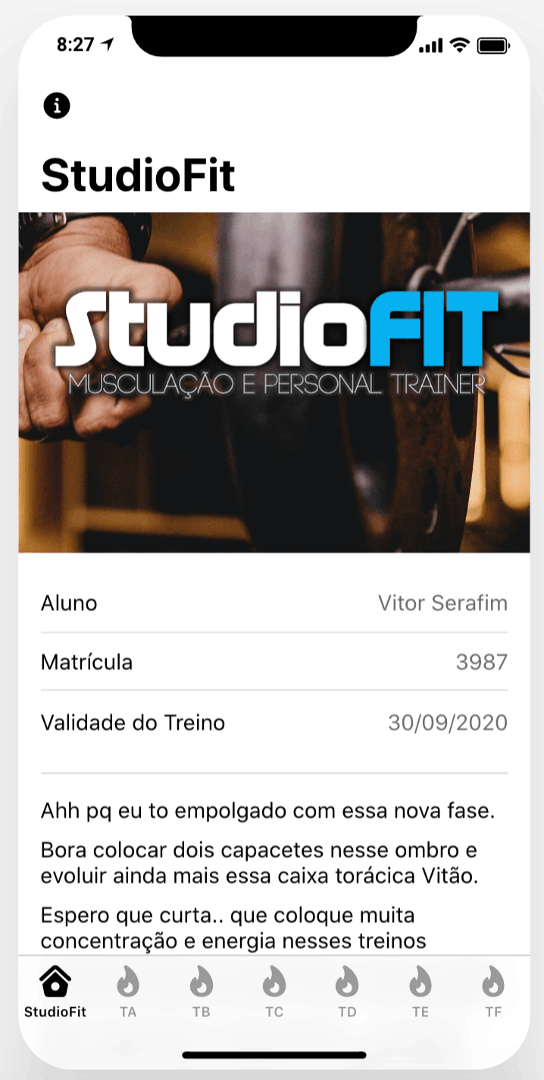 8:27
StudioFit
StudioFIT
MUSCULAÇÃO E PERSONAL TRAINER
Aluno Vitor Serafim
Matrícula 3987
Validade do Treino 30/09/2020
Ahh pq eu to empolgado com essa nova fase.
Bora colocar dois capacetes nesse ombro e
evoluir ainda mais essa caixa torácica Vitão.
Espero que curta.. que coloque muita
concentração e energia nesses treinos
StudioFit TA TB TC TD TE TF